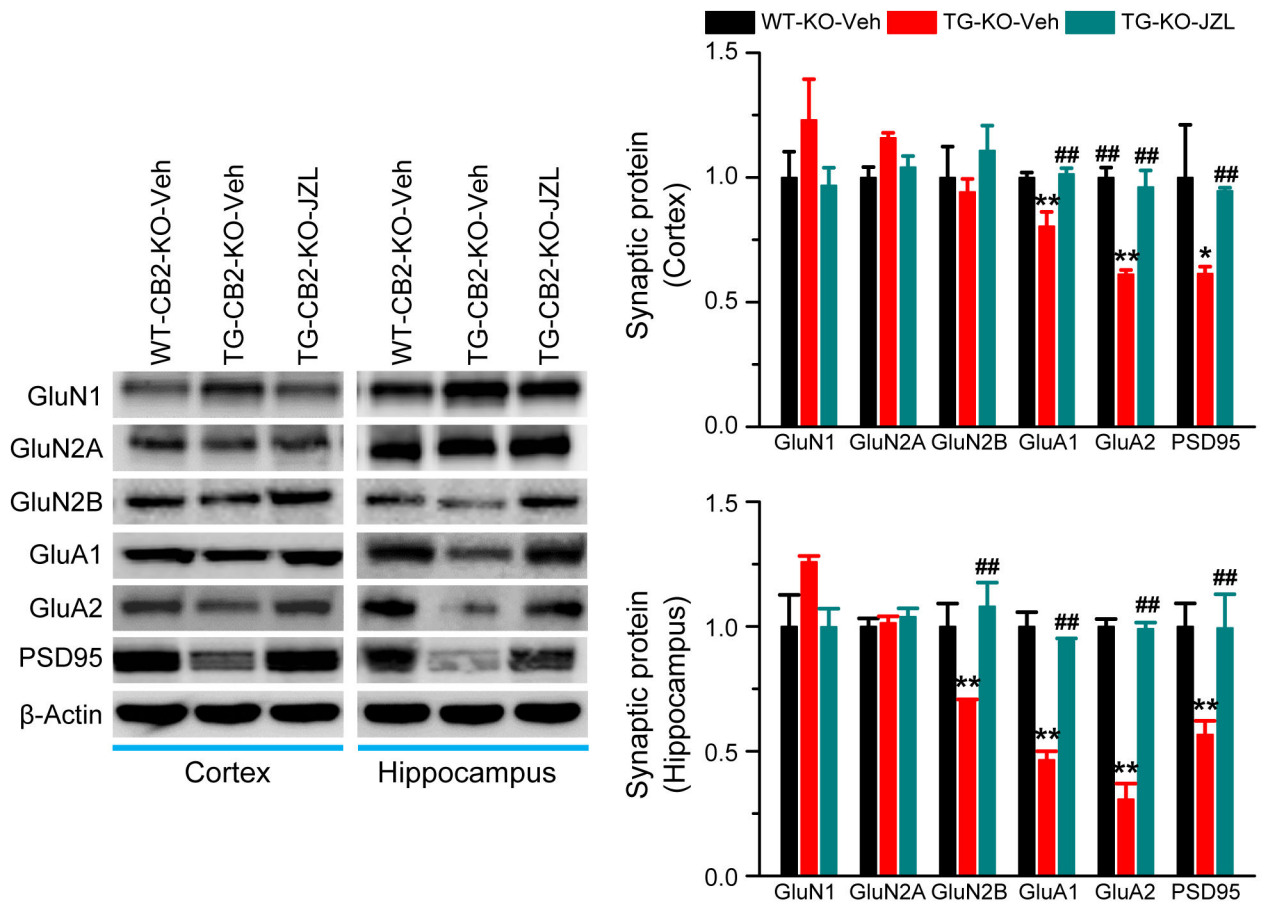 WT-CB2-KO-Veh
TG-CB2-KO-Veh
TG-CB2-KO-JZL
WT-CB2-KO-Veh
TG-CB2-KO-Veh
TG-CB2-KO-JZL
GluN1
GluN2A
GluN2B
GluA1
GluA2
PSD95
β-Actin
Cortex Hippocampus
WT-KO-Veh TG-KO-Veh TG-KO-JZL
Synaptic protein
(Cortex)
1.5
1.0
0.5
0.0
** ## ## ** ## * ##
GluN1 GluN2A GluN2B GluA1 GluA2 PSD95
Synaptic protein
(Hippocampus)
1.5
1.0
0.5
0.0
** ## ** ## ** ## ** ##
GluN1 GluN2A GluN2B GluA1 GluA2 PSD95